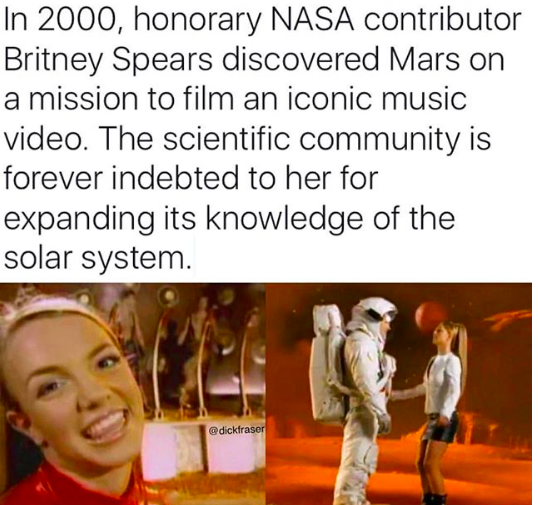 In 2000, honorary NASA contributor
Britney Spears discovered Mars on
a mission to film an iconic music
video. The scientific community is
forever indebted to her for
expanding its knowledge of the
solar system.
@dickfraser